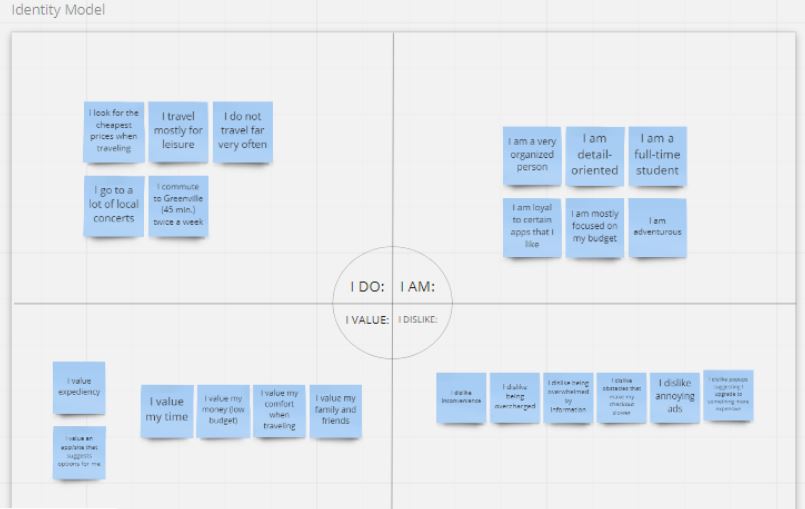 Identity Model
I look for the
cheapest
prices when
traveling
I travel
mostly for
leisure
I do not
travel far
very often
I go to a
lot of local
concerts
I commute
to Greenville
(45 min.)
twice a week
I am a very
organized
person
I am
detail-
oriented
I am a
full-time
student
I am loyal
to certain
apps that I
like
I am mostly
focused on
my budget
I am
adventurous
I DO:
I AM:
I VALUE:
I DISLIKE:
I value
expediency
I value an
app/site that
suggests
options for me
I value
my time
I value my
money (low
budget)
I value my
comfort
when
traveling
I value my
family and
friends
I dislike
inconvenience
I dislike
being
overcharged
I dislike being
overwhelmed
by
information
I dislike
obstacles that
make my
checkout
slower
I dislike
annoying
ads
I dislike popups
suggesting I
upgrade to
something more
expensive